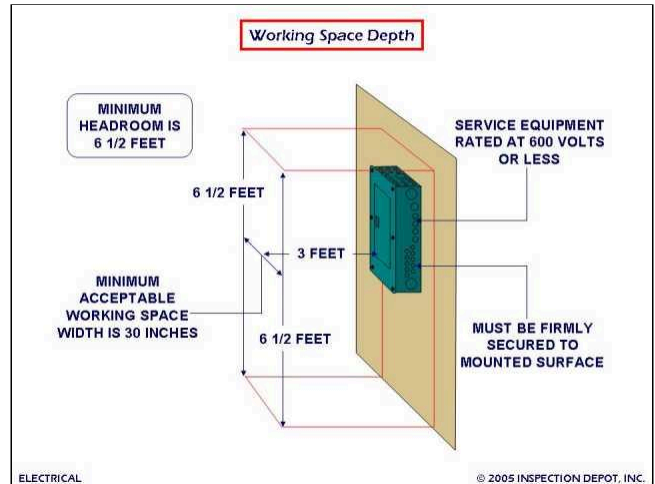 Working Space Depth
MINIMUM
HEADROOM IS
6 1/2 FEET
SERVICE EQUIPMENT
RATED AT 600 VOLTS
OR LESS
6 1/2 FEET
3 FEET
MINIMUM
ACCEPTABLE
WORKING SPACE
WIDTH IS 30 INCHES
6 1/2 FEET
MUST BE FIRMLY
SECURED TO
MOUNTED SURFACE
ELECTRICAL
© 2005 INSPECTION DEPOT, INC.